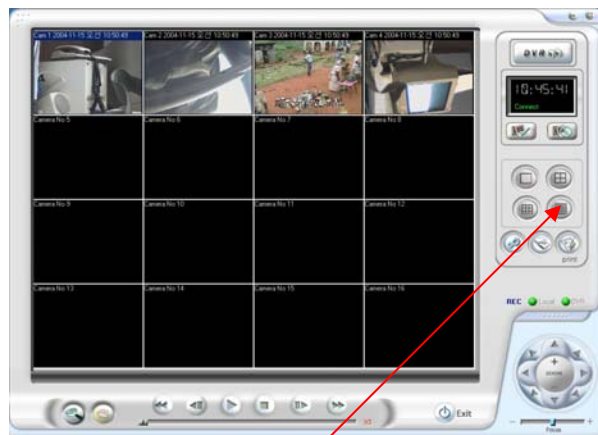 Cam 1 2004-11-15 오전 10:50:49
Cam 2 2004-11-15 오전 10:50:49
Cam 3 2004-11-15 오전 10:50:49
Cam 4 2004-11-15 오전 10:50:49
DVR
10:45:41
Connect
Camera No 5
Camera No 6
Camera No 7
Camera No 8
Camera No 9
Camera No 10
Camera No 11
Camera No 12
print
Camera No 13
Camera No 14
Camera No 15
Camera No 16
REC Local DVR
x1
Exit
Focus